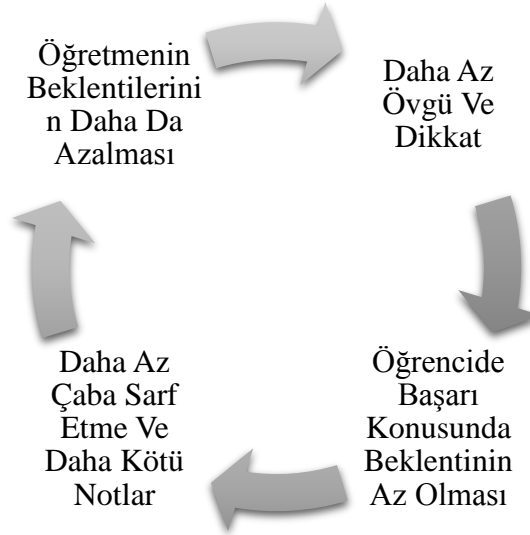 Öğretmenin
Beklentilerini
n Daha Da
Azalması
Daha Az
Övgü Ve
Dikkat
Öğrencide
Başarı
Konusunda
Beklentinin
Az Olması
Daha Az
Çaba Sarf
Etme Ve
Daha Kötü
Notlar